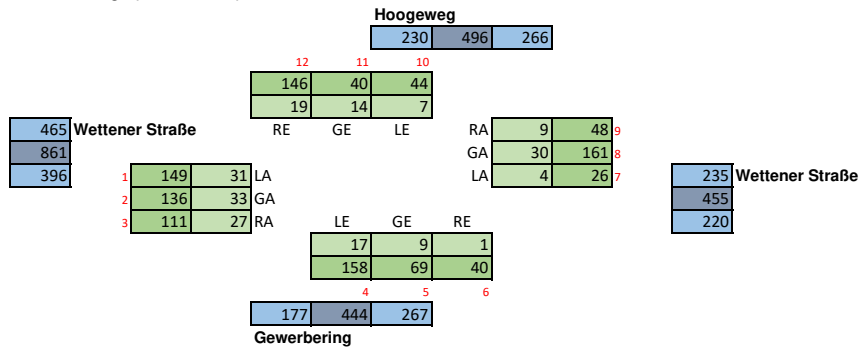 Hoogeweg
230 496 266
12 11 10
146 40 44
19 14 7
RE GE LE
465 Wettener Straße
861
396
RA 9 48 9
GA 30 161 8
LA 4 26 7
235 Wettener Straße
455
220
1 149 31 LA
2 136 33 GA
3 111 27 RA
LE GE RE
17 9 1
158 69 40
4 5 6
177 444 267
Gewerbering